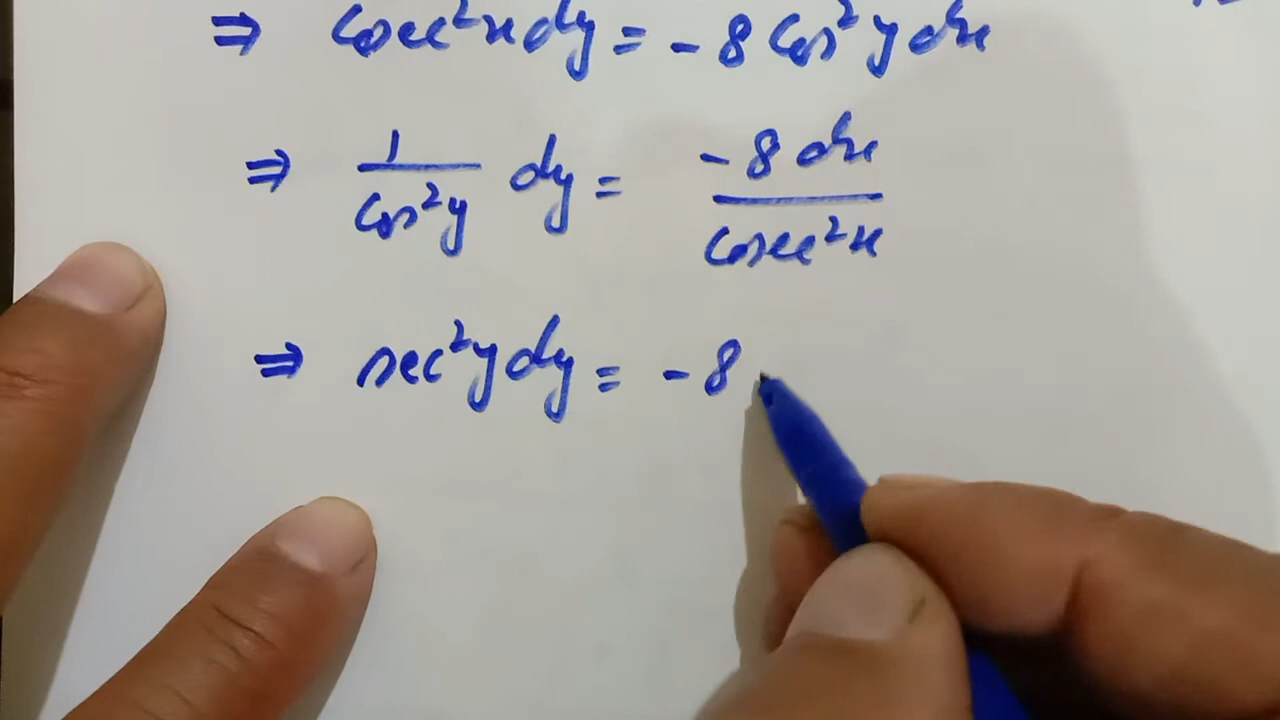 ⇒ cosec²x dy = -8 cos²y dx
⇒ 1/cos²y dy = -8 dx/cosec²x
⇒ sec²y dy = -8